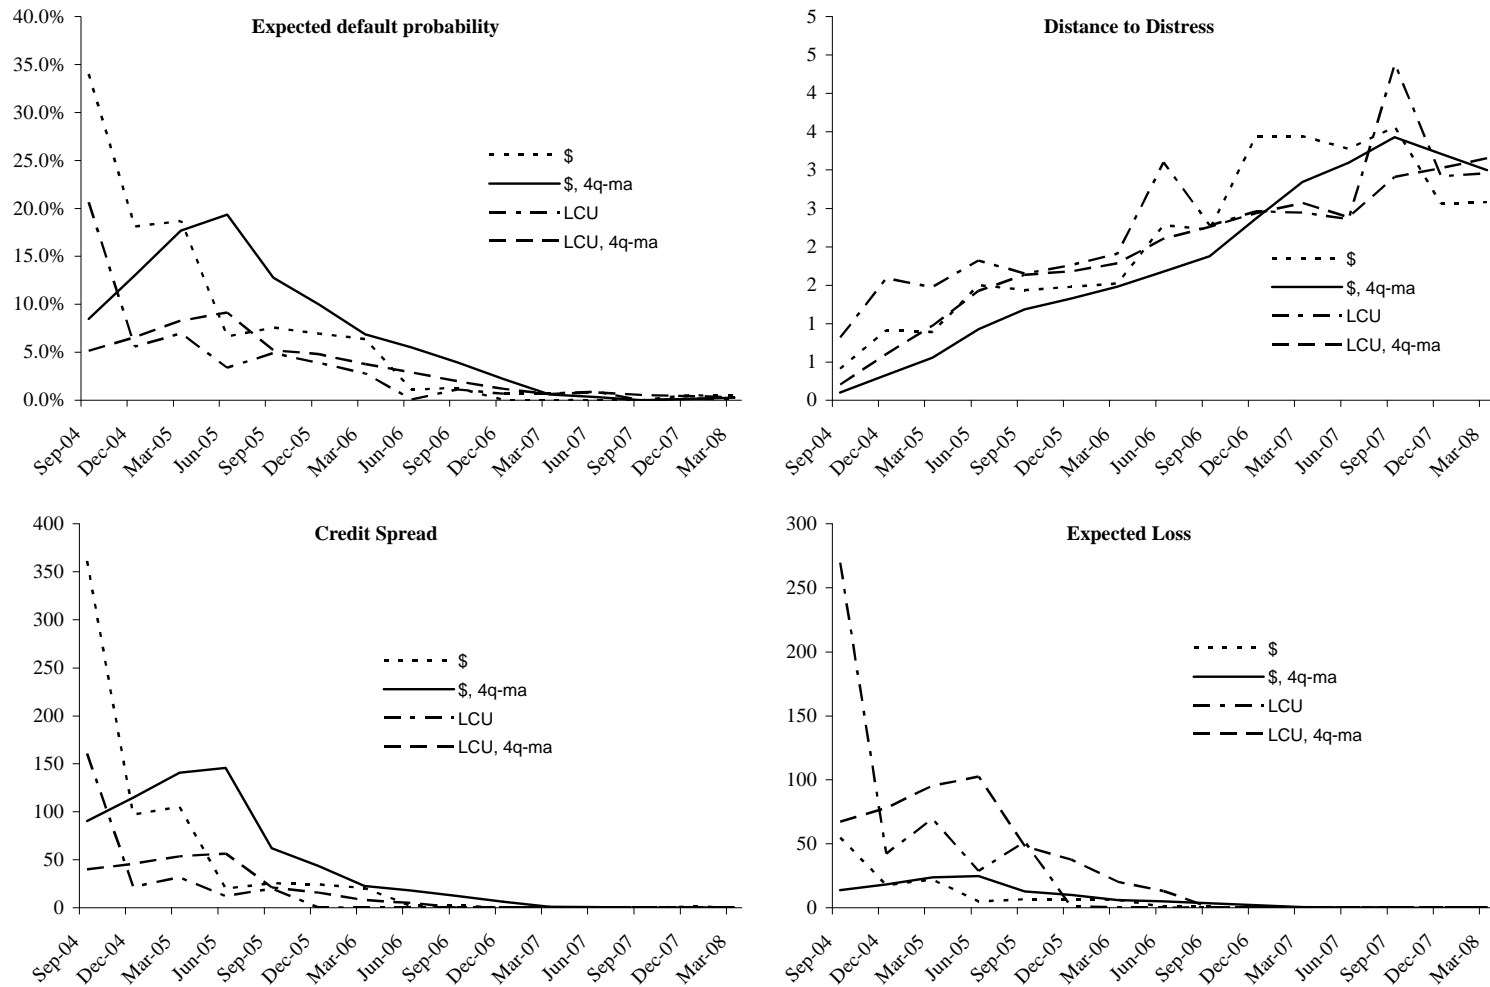 Expected default probability
40.0%
35.0%
30.0%
25.0%
20.0%
15.0%
10.0%
5.0%
0.0%
$
$, 4q-ma
LCU
LCU, 4q-ma
Sep-04 Dec-04 Mar-05 Jun-05 Sep-05 Dec-05 Mar-06 Jun-06 Sep-06 Dec-06 Mar-07 Jun-07 Sep-07 Dec-07 Mar-08
Distance to Distress
5
5
4
4
3
3
2
2
1
1
0
$
$, 4q-ma
LCU
LCU, 4q-ma
Sep-04 Dec-04 Mar-05 Jun-05 Sep-05 Dec-05 Mar-06 Jun-06 Sep-06 Dec-06 Mar-07 Jun-07 Sep-07 Dec-07 Mar-08
Credit Spread
400
350
300
250
200
150
100
50
0
$
$, 4q-ma
LCU
LCU, 4q-ma
Sep-04 Dec-04 Mar-05 Jun-05 Sep-05 Dec-05 Mar-06 Jun-06 Sep-06 Dec-06 Mar-07 Jun-07 Sep-07 Dec-07 Mar-08
Expected Loss
300
250
200
150
100
50
0
$
$, 4q-ma
LCU
LCU, 4q-ma
Sep-04 Dec-04 Mar-05 Jun-05 Sep-05 Dec-05 Mar-06 Jun-06 Sep-06 Dec-06 Mar-07 Jun-07 Sep-07 Dec-07 Mar-08